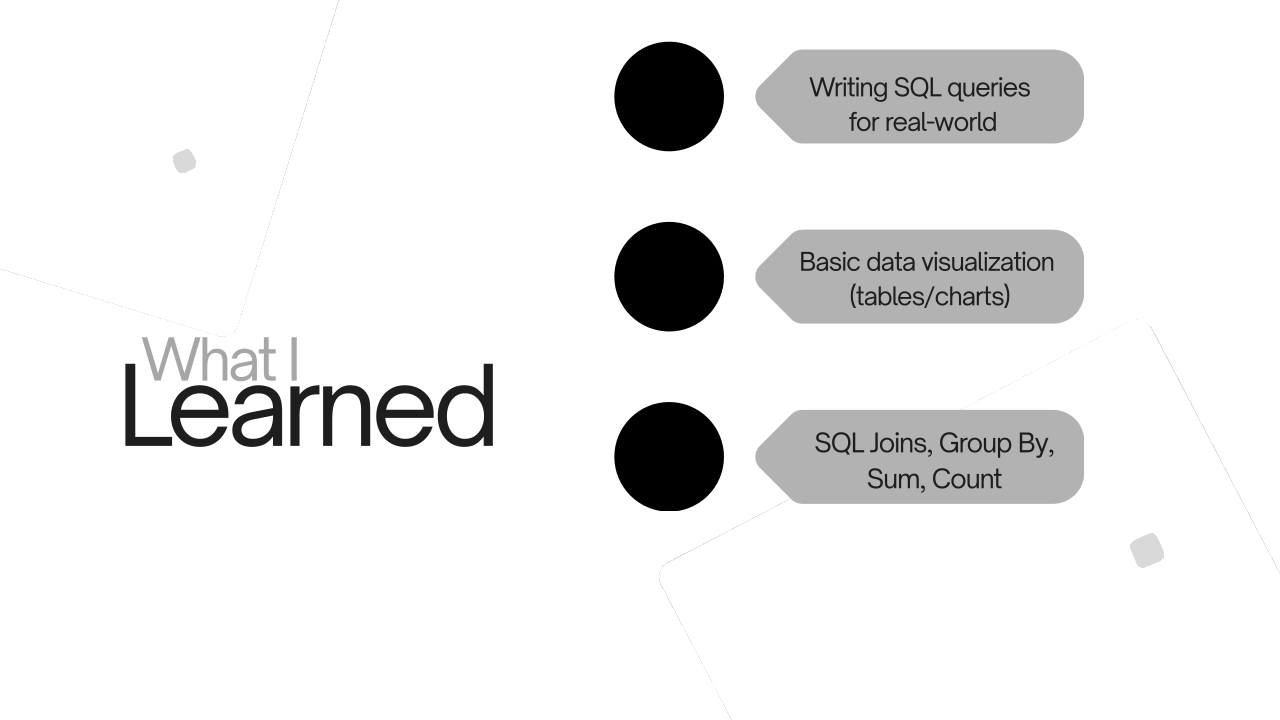 What I
Learned
Writing SQL queries
for real-world
Basic data visualization
(tables/charts)
SQL Joins, Group By,
Sum, Count